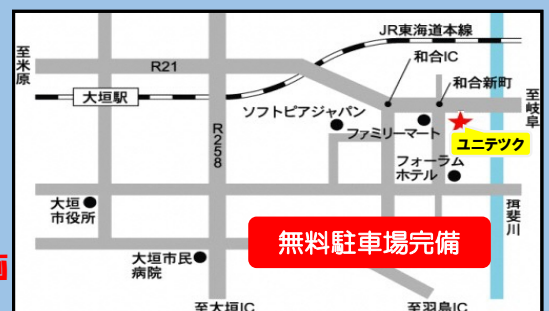 JR東海道本線
至米原
和合IC
R21
和合新町
大垣駅
至岐阜
ソフトピアジャパン
ファミリーマート
ユニテツク
R258
フォーラム
ホテル
大垣
市役所
揖斐川
無料駐車場完備
大垣市民
病院
至大垣IC
至羽島IC